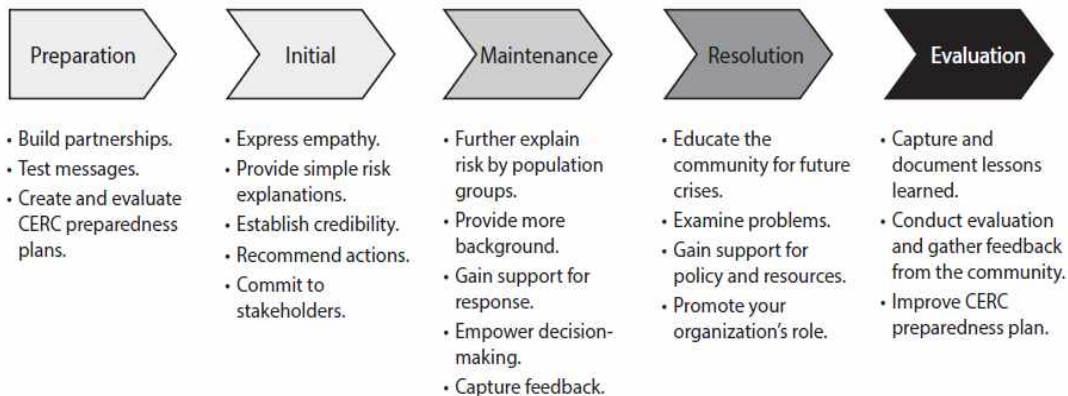 Preparation
Initial
Maintenance
Resolution
Evaluation
• Build partnerships.
• Test messages.
• Create and evaluate
CERC preparedness
plans.
• Express empathy.
• Provide simple risk
explanations.
• Establish credibility.
• Recommend actions.
• Commit to
stakeholders.
• Further explain
risk by population
groups.
• Provide more
background.
• Gain support for
response.
• Empower decision-
making.
• Capture feedback.
• Educate the
community for future
crises.
• Examine problems.
• Gain support for
policy and resources.
• Promote your
organization’s role.
• Capture and
document lessons
learned.
• Conduct evaluation
and gather feedback
from the community.
• Improve CERC
preparedness plan.